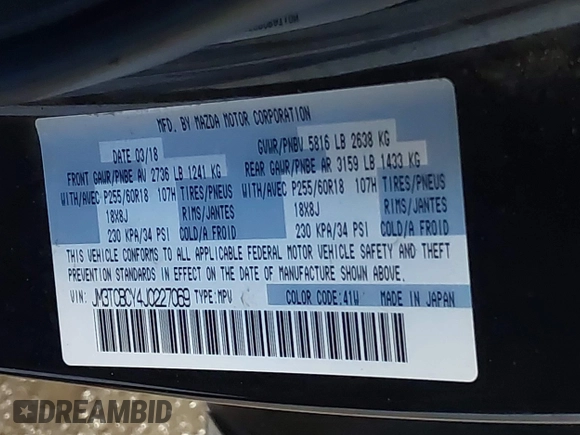 MFD. BY MAZDA MOTOR CORPORATION
DATE 03/18 GVWR/PNBV 5816 LB 2638 KG
FRONT GAWR/PNBE AV 2736 LB 1241 KG REAR GAWR/PNBE AR 3159 LB 1433 KG
WITH/AVEC P255/60R18 107H TIRES/PNEUS WITH/AVEC P255/60R18 107H TIRES/PNEUS
18X8J RIMS/JANTES 18X8J RIMS/JANTES
230 KPA/34 PSI COLD/A FROID 230 KPA/34 PSI COLD/A FROID
THIS VEHICLE CONFORMS TO ALL APPLICABLE FEDERAL MOTOR VEHICLE SAFETY AND THEFT
PREVENTION STANDARDS IN EFFECT ON THE DATE OF MANUFACTURE SHOWN ABOVE.
VIN: JM3TCBCY4J0227069 TYPE: MPV COLOR CODE: 41W MADE IN JAPAN
DREAMBID